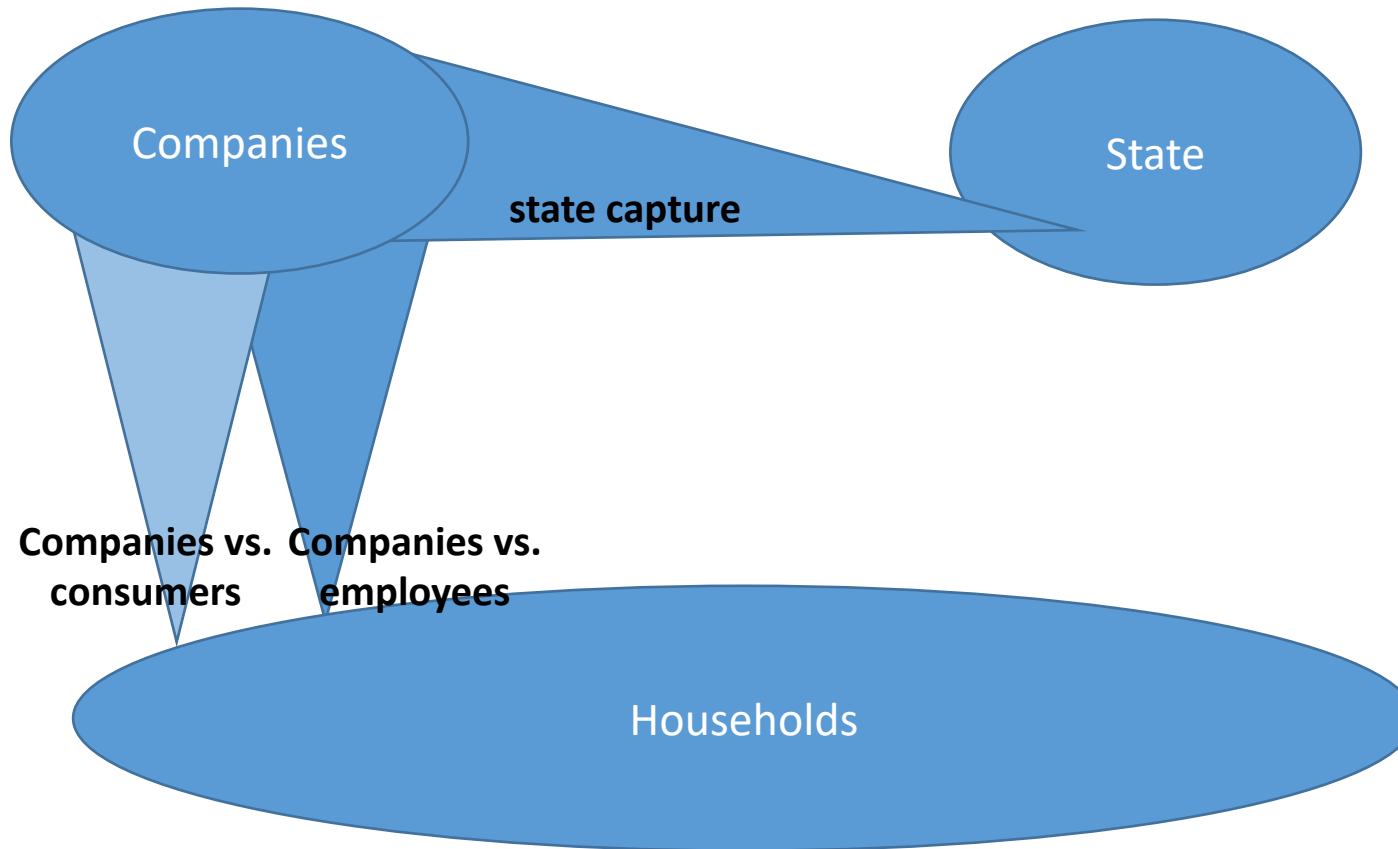 Companies
State
state capture
Companies vs.
consumers
Companies vs.
employees
Households